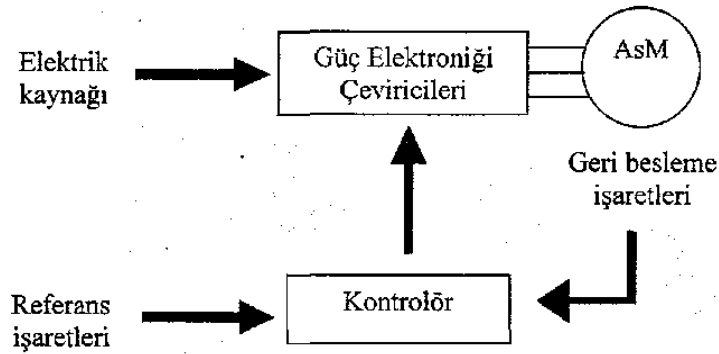 Elektrik
kaynağı
Güç Elektroniği
Çeviricileri
AsM
Geri besleme
işaretleri
Referans
işaretleri
Kontrolör